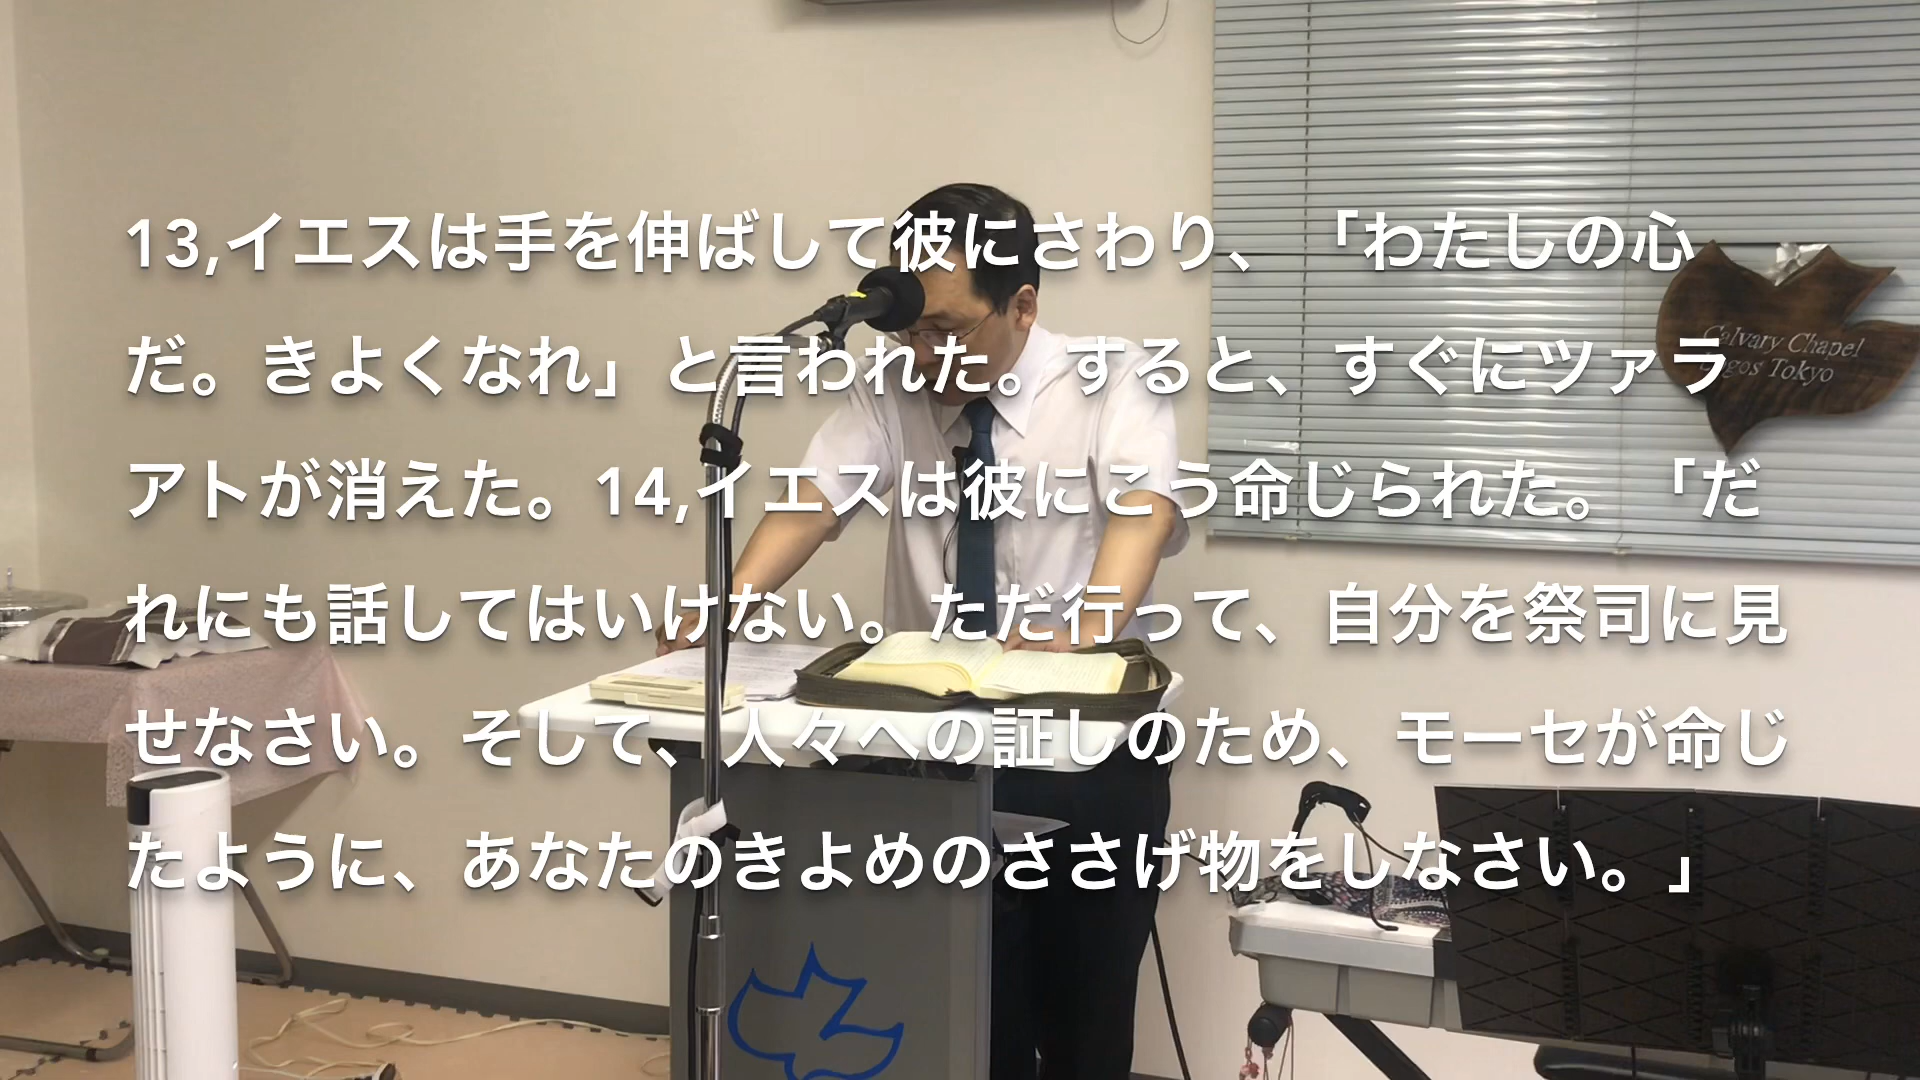 13,イエスは手を伸ばして彼にさわり、「わたしの心
だ。きよくなれ」と言われた。すると、すぐにツァラ
アトが消えた。14,イエスは彼にこう命じられた。「だ
れにも話してはいけない。ただ行って、自分を祭司に見
せなさい。そして、人々への証しのため、モーセが命じ
たように、あなたのきよめのささげ物をしなさい。」
Calvary Chapel
Logos Tokyo